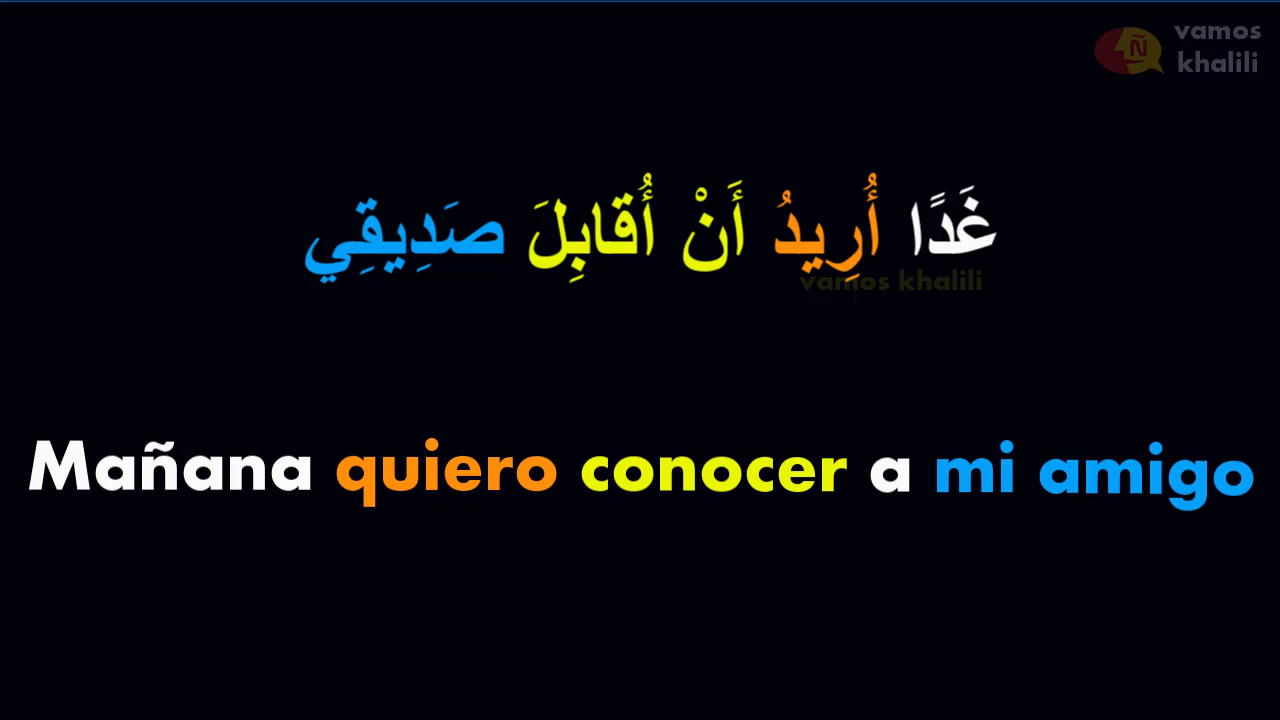 Ñ
vamos
khalili
غَدًا أُرِيدُ أَنْ أُقابِلَ صَدِيقِي
vamos khalili
Mañana quiero conocer a mi amigo